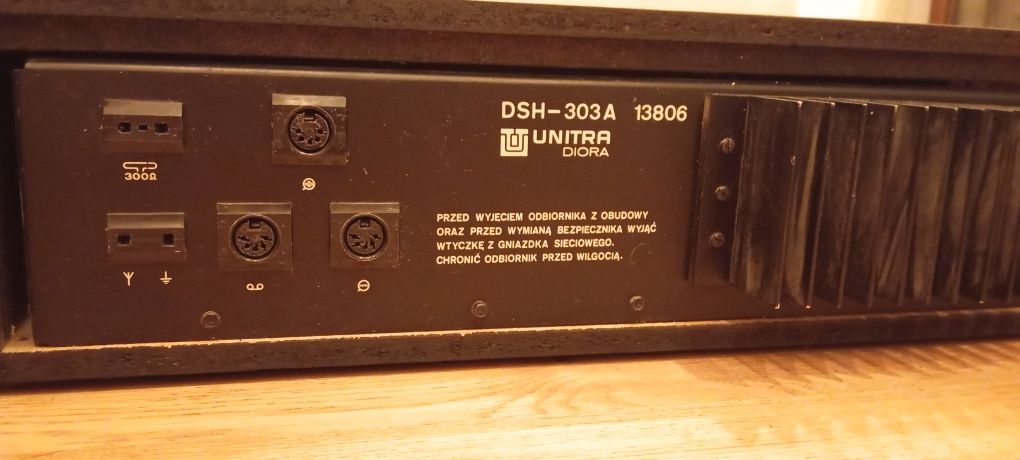 DSH-303A 13806
UNITRA
DIORA
300Ω
PRZED WYJĘCIEM ODBIORNIKA Z OBUDOWY
ORAZ PRZED WYMIANĄ BEZPIECZNIKA WYJĄĆ
WTYCZKĘ Z GNIAZDKA SIECIOWEGO.
CHRONIĆ ODBIORNIK PRZED WILGOCIĄ.